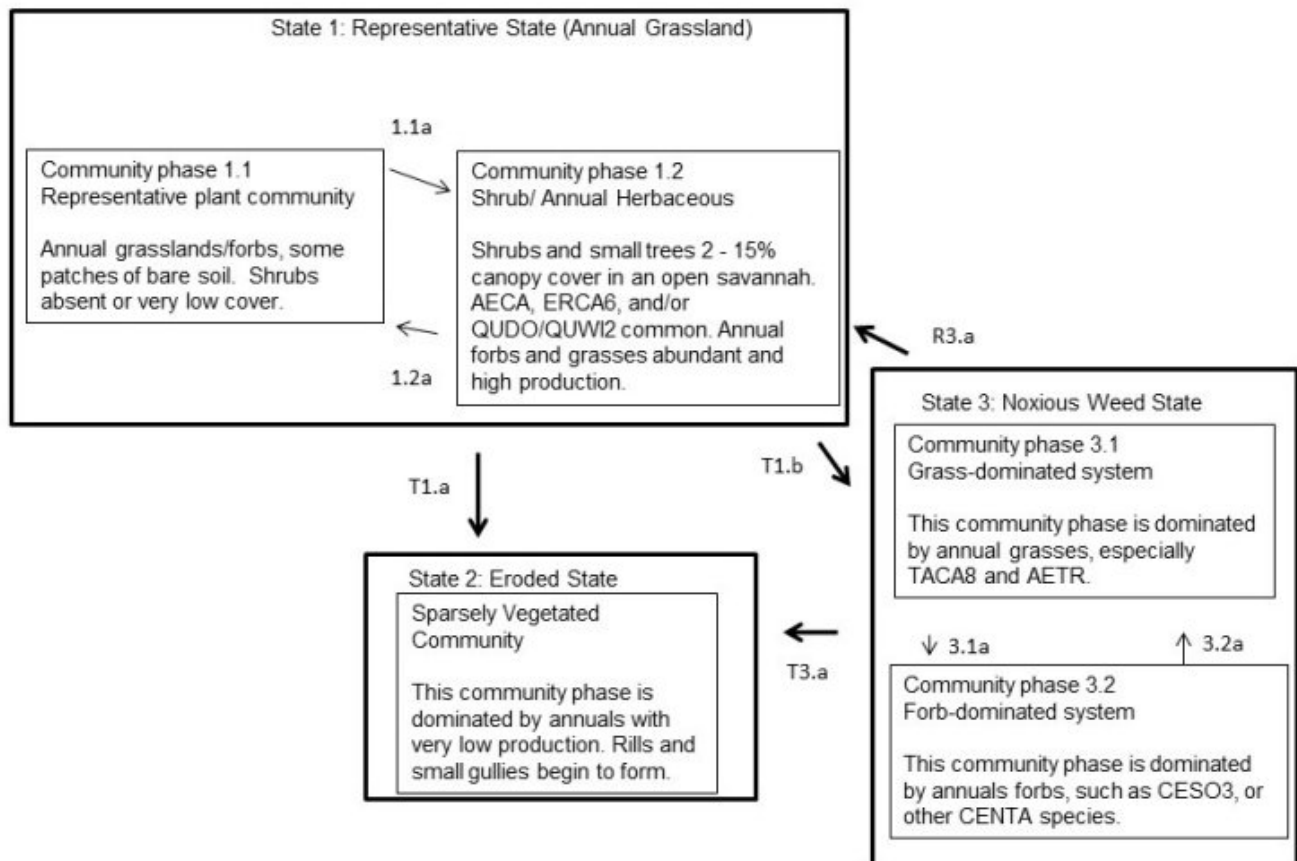 State 1: Representative State (Annual Grassland)
1.1a
Community phase 1.1
Representative plant community
Annual grasslands/forbs, some
patches of bare soil.  Shrubs
absent or very low cover.
Community phase 1.2
Shrub/ Annual Herbaceous
Shrubs and small trees 2 - 15%
canopy cover in an open savannah.
AECA, ERCA6, and/or
QUDO/QUWI2 common. Annual
forbs and grasses abundant and
high production.
1.2a
R3.a
T1.a
T1.b
State 3: Noxious Weed State
Community phase 3.1
Grass-dominated system
This community phase is dominated
by annual grasses, especially
TACA8 and AETR.
3.1a
3.2a
Community phase 3.2
Forb-dominated system
This community phase is dominated
by annuals forbs, such as CESO3, or
other CENTA species.
State 2: Eroded State
Sparsely Vegetated
Community
This community phase is
dominated by annuals with
very low production. Rills and
small gullies begin to form.
T3.a